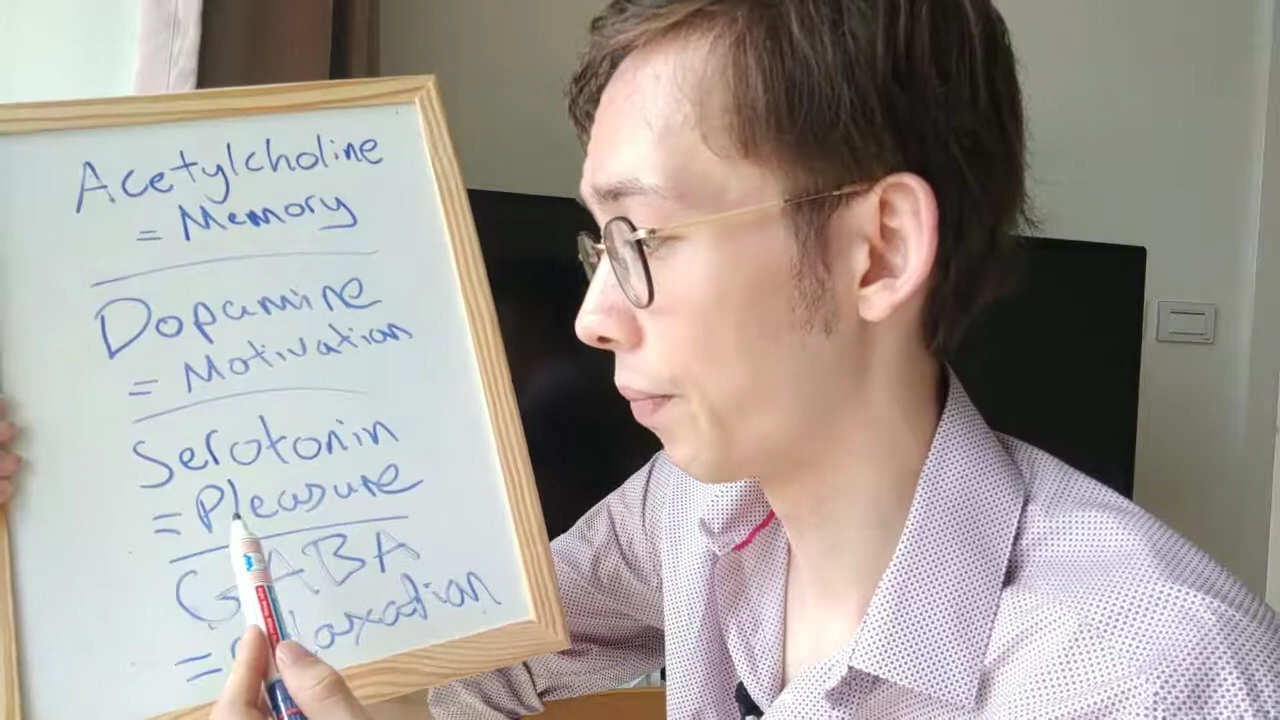 Acetylcholine
= Memory
Dopamine
= Motivation
Serotonin
= Pleasure
GABA
=